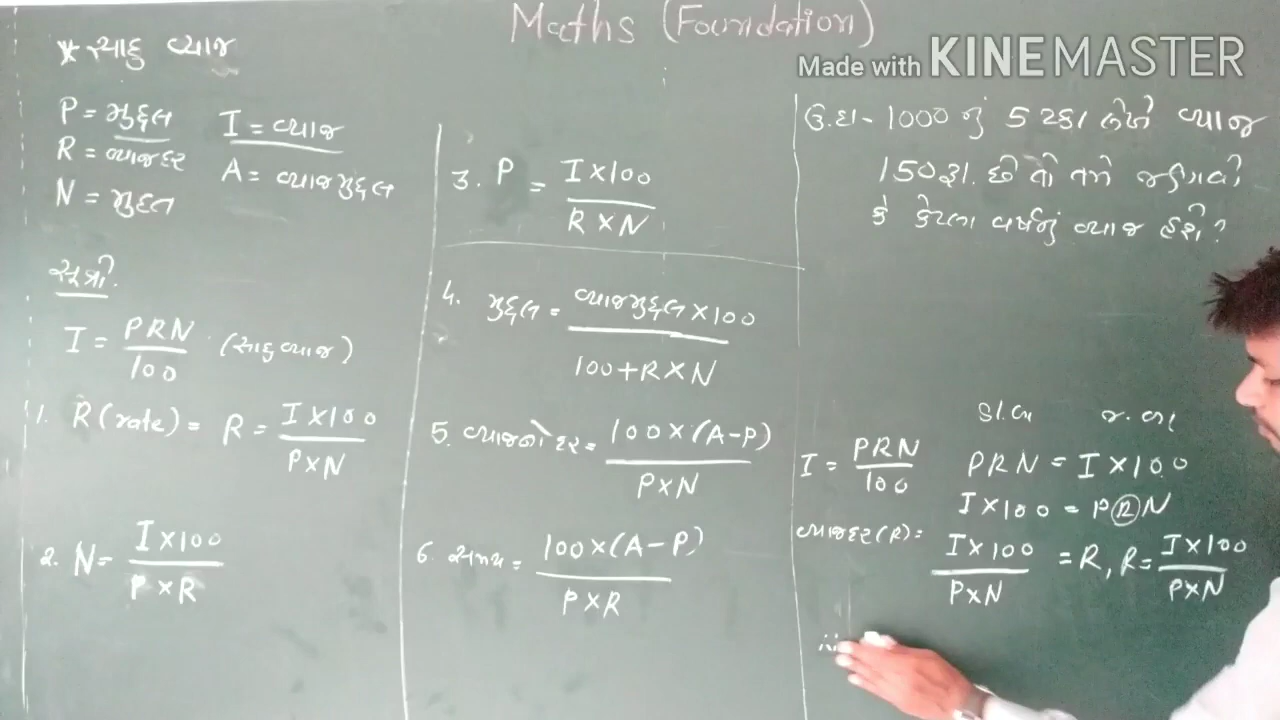 Maths (Foundation)
Made with KINEMASTER
* સાદુ વ્યાજ
P = મુદ્દલ
I = વ્યાજ
R = વ્યાજદર
A = વ્યાજમુદ્દલ
N = મુદત
સૂત્રો:
I = PRN/100 (સાદુ વ્યાજ)
1. R (rate) = R = I×100/P×N
2. N = I×100/P×R
3. P = I×100/R×N
4. મુદ્દલ = વ્યાજમુદ્દલ×100/100+R×N
5. વ્યાજનો દર = 100×(A-P)/P×N
6. સમય = 100×(A-P)/P×R
ઉ.દા - 1000 નું 5 ટકા લેખે વ્યાજ
150 રૂા. છે તો તમે જણાવો
કે કેટલા વર્ષનું વ્યાજ હશે?
ડા.બા જ.બા
I = PRN/100 PRN = I×100
I×100 = PRN
વ્યાજદર(R) = I×100/P×N = R, R = I×100/P×N